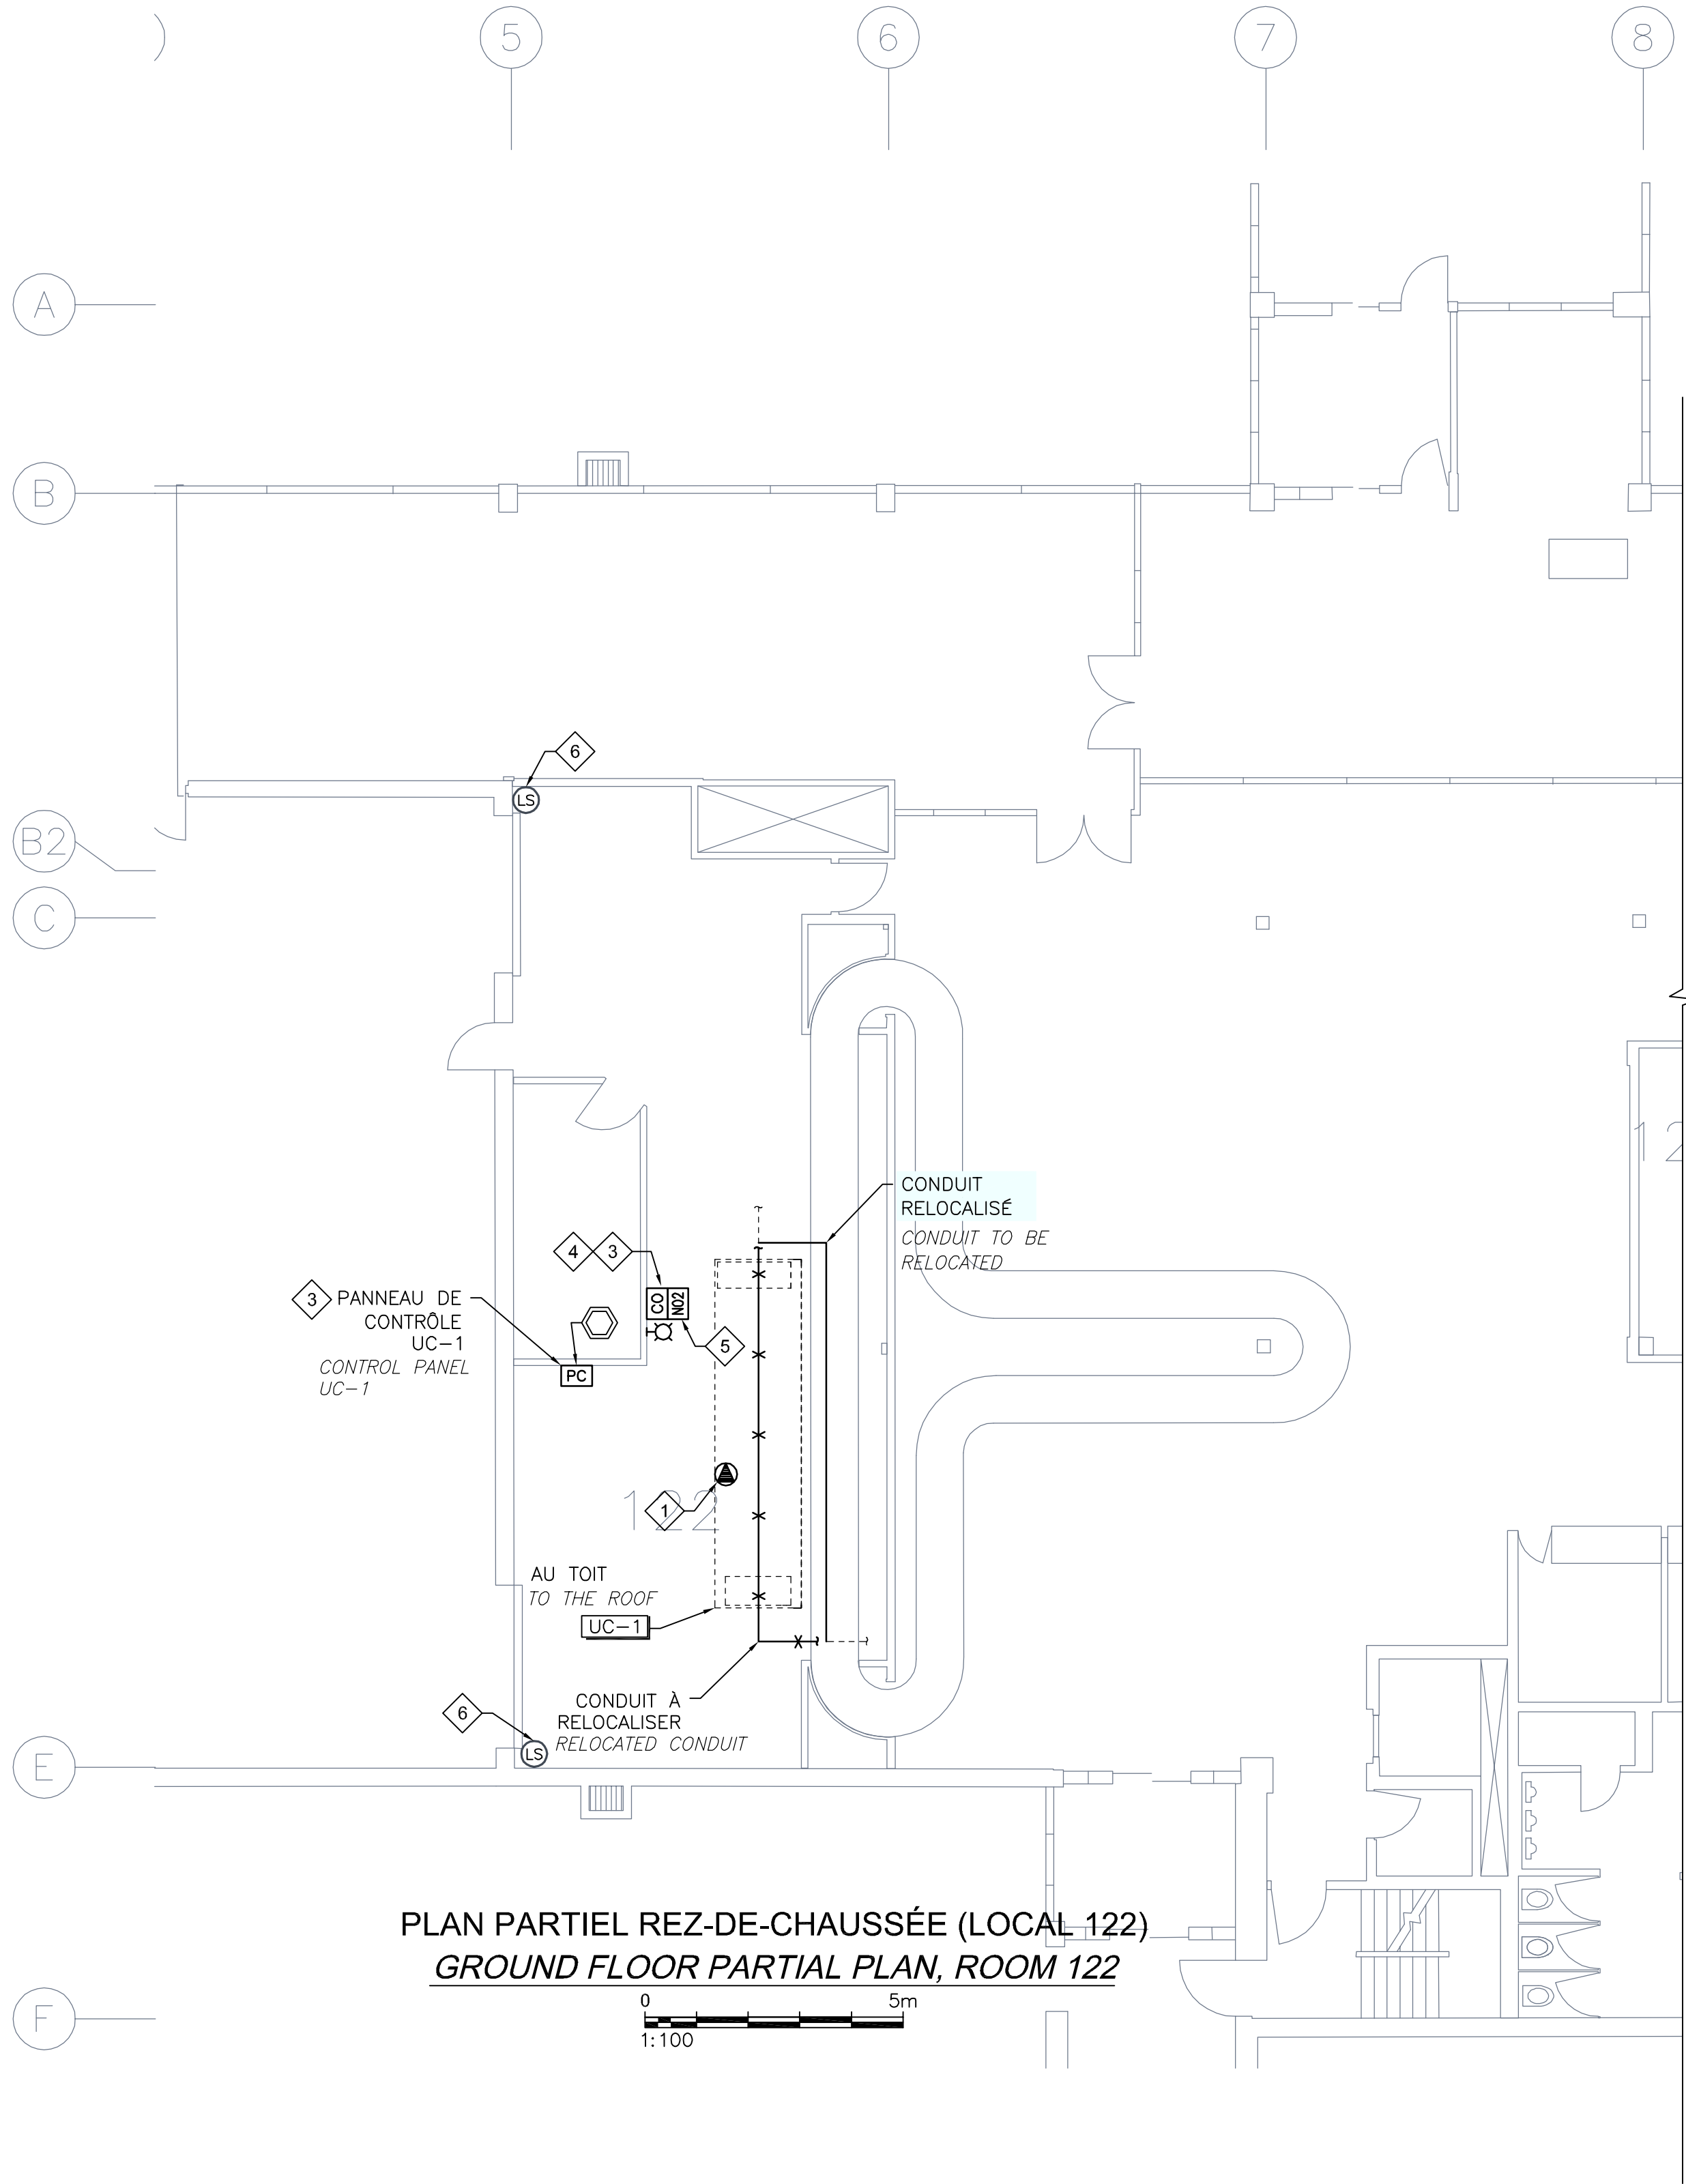 5
6
7
8
A
B
B2
C
E
F
6
LS
12
CONDUIT
RELOCALISÉ
CONDUIT TO BE
RELOCATED
4
3
CO
NO2
5
3
PANNEAU DE
CONTRÔLE
UC-1
CONTROL PANEL
UC-1
PC
1
122
AU TOIT
TO THE ROOF
UC-1
CONDUIT À
RELOCALISER
RELOCATED CONDUIT
6
LS
PLAN PARTIEL REZ-DE-CHAUSSÉE (LOCAL 122)
GROUND FLOOR PARTIAL PLAN, ROOM 122
0
5m
1:100